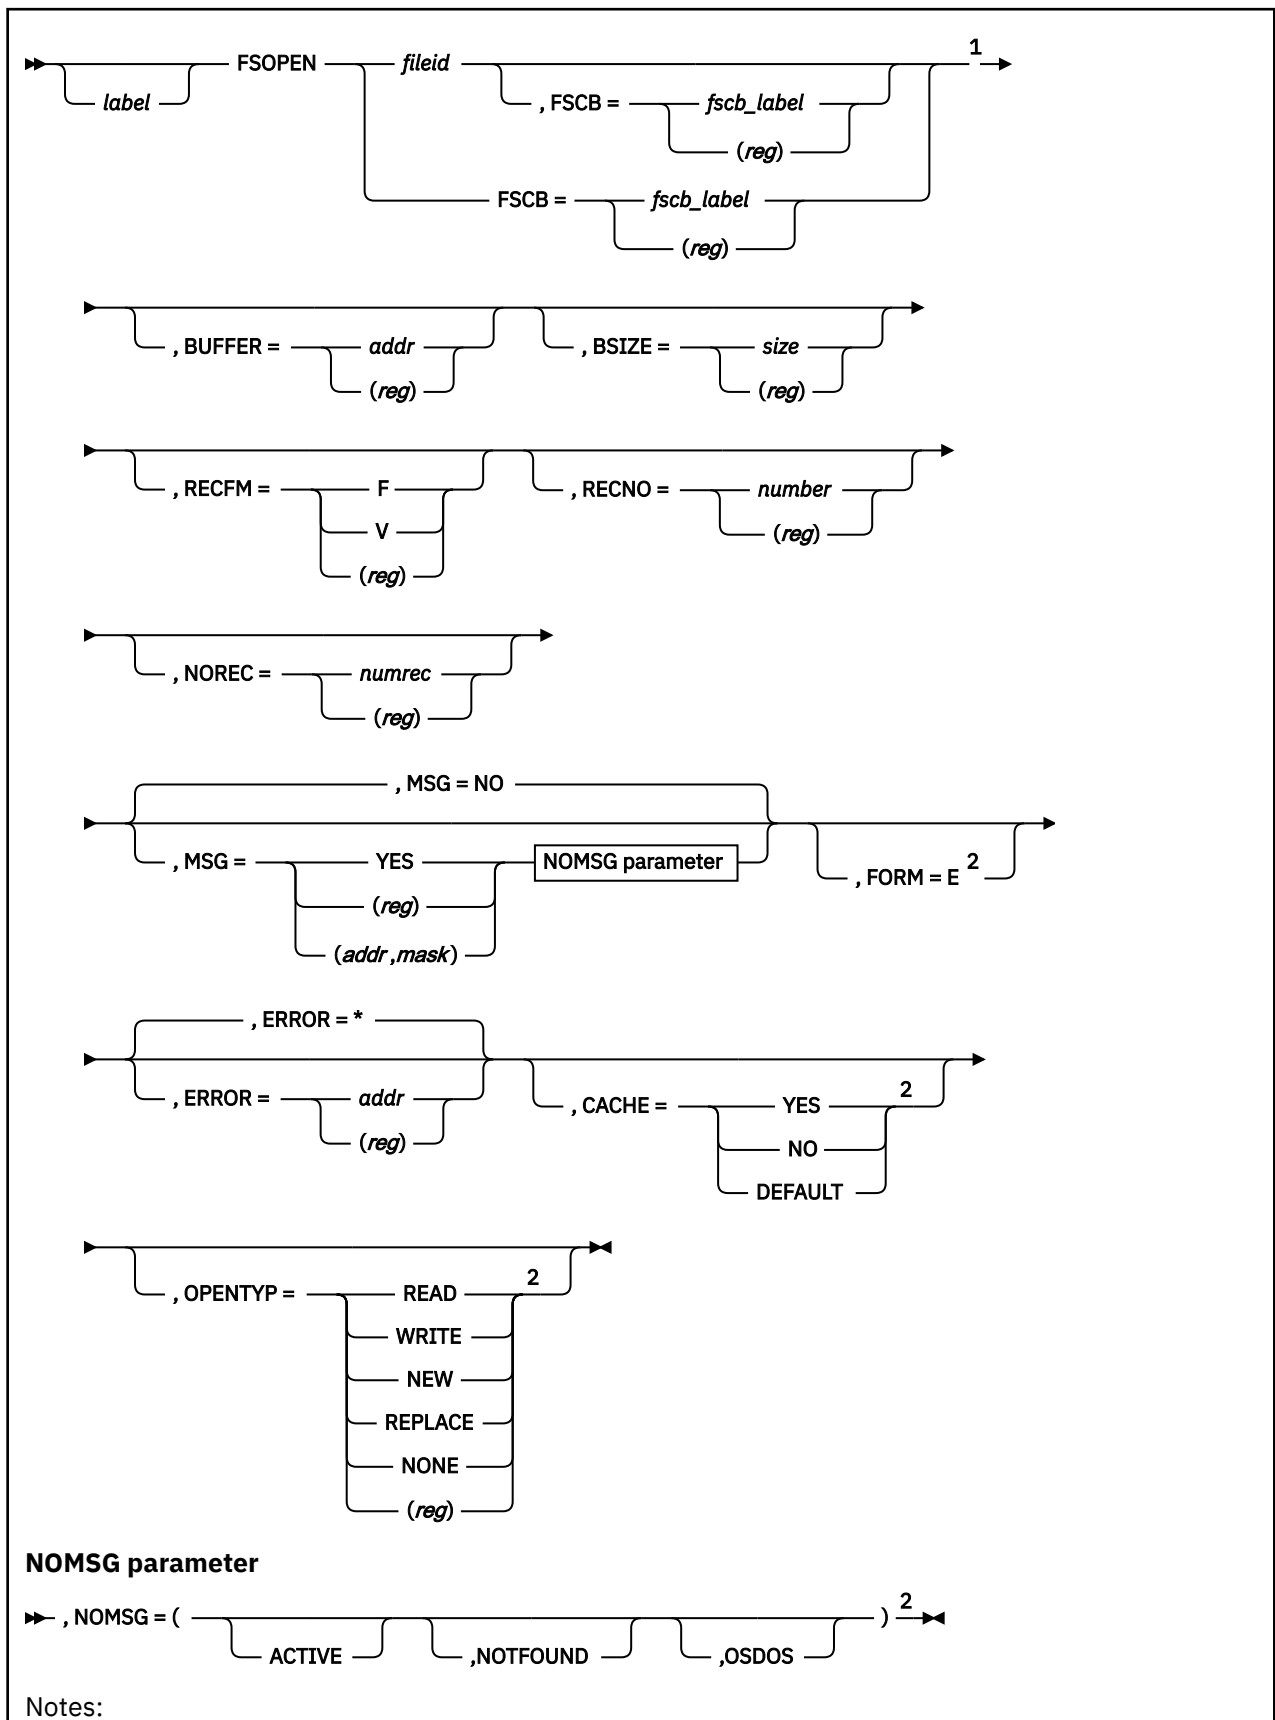 1
FSOPEN fileid
label , FSCB = fscb_label
(reg)
FSCB = fscb_label
(reg)
, BUFFER = addr , BSIZE = size
(reg) (reg)
, RECFM = F , RECNO = number
V (reg)
(reg)
, NOREC = numrec
(reg)
, MSG = NO
, MSG = YES NOMSG parameter , FORM = E 2
(reg)
(addr ,mask)
, ERROR = *
, ERROR = addr , CACHE = YES 2
(reg) NO
DEFAULT
, OPENTYP = READ 2
WRITE
NEW
REPLACE
NONE
(reg)
NOMSG parameter
, NOMSG = ( ) 2
ACTIVE ,NOTFOUND ,OSDOS
Notes: